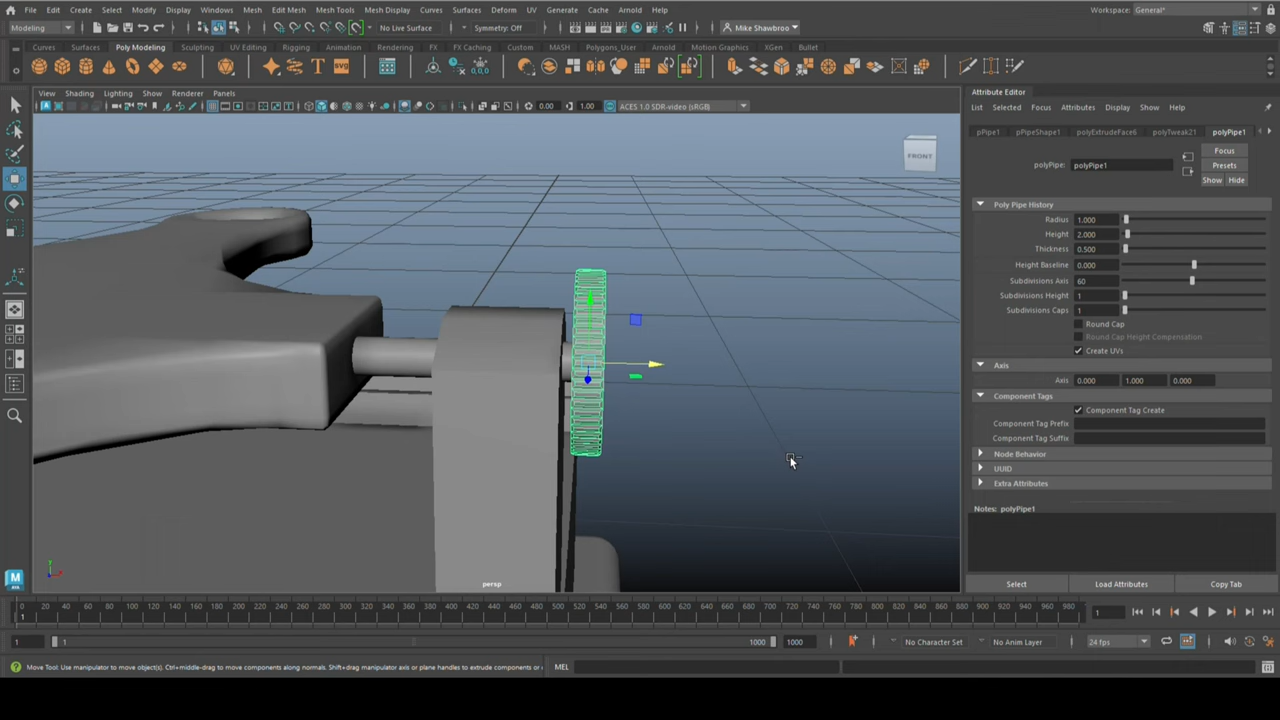 File Edit Create Select Modify Display Windows Mesh Edit Mesh Mesh Tools Mesh Display Curves Surfaces Deform UV Generate Cache Arnold Help Workspace: General*
Modeling No Live Surface Symmetry: Off Mike Shawbroo
Curves Surfaces Poly Modeling Sculpting UV Editing Rigging Animation Rendering FX FX Caching Custom MASH Polygons_User Arnold Motion Graphics XGen Bullet
SVG
View Shading Lighting Show Renderer Panels
0.00 1.00 ACES 1.0 SDR-video (sRGB)
FRONT
persp
Attribute Editor
List Selected Focus Attributes Display Show Help
pPipe1 pPipeShape1 polyExtrudeFace6 polyTweak21 polyPipe1
Focus
polyPipe: polyPipe1 Presets
Show Hide
Poly Pipe History
Radius 1.000
Height 2.000
Thickness 0.500
Height Baseline 0.000
Subdivisions Axis 60
Subdivisions Height 1
Subdivisions Caps 1
Round Cap
Round Cap Height Compensation
Create UVs
Axis
Axis 0.000 1.000 0.000
Component Tags
Component Tag Create
Component Tag Prefix
Component Tag Suffix
Node Behavior
UUID
Extra Attributes
Notes: polyPipe1
Select Load Attributes Copy Tab
20 40 60 80 100 120 140 160 180 200 220 240 260 280 300 320 340 360 380 400 420 440 460 480 500 520 540 560 580 600 620 640 660 680 700 720 740 760 780 800 820 840 860 880 900 920 940 960 980
1 1
1 1 1000 1000 No Character Set No Anim Layer 24 fps
Move Tool: Use manipulator to move object(s). Ctrl+middle-drag to move components along normals. Shift+drag manipulator axis or plane handles to extrude components or MEL